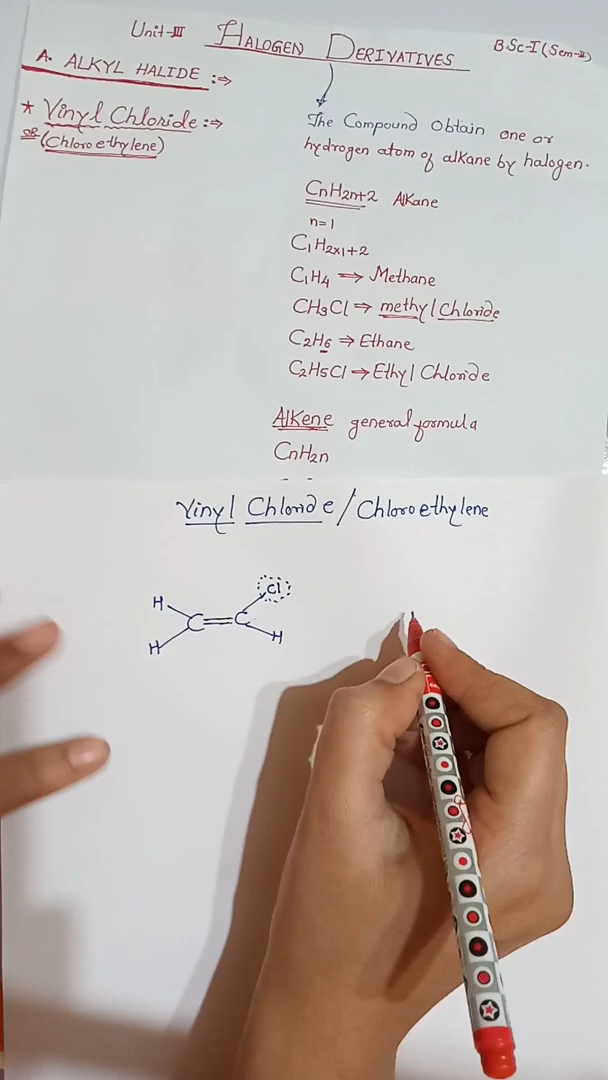 Unit-III HALOGEN DERIVATIVES B.Sc-I (Sem-II)
A. ALKYL HALIDE :⇒
* Vinyl Chloride :⇒
OR (Chloroethylene)
The Compound Obtain one or
hydrogen atom of alkane by halogen.
CnH2n+2 Alkane
n=1
C1H2x1+2
C1H4 ⇒ Methane
CH3Cl ⇒ methyl Chloride
C2H6 ⇒ Ethane
C2H5Cl → Ethyl Chloride
Alkene general formula
CnH2n
Vinyl Chloride / Chloroethylene
H Cl
C=C
H H